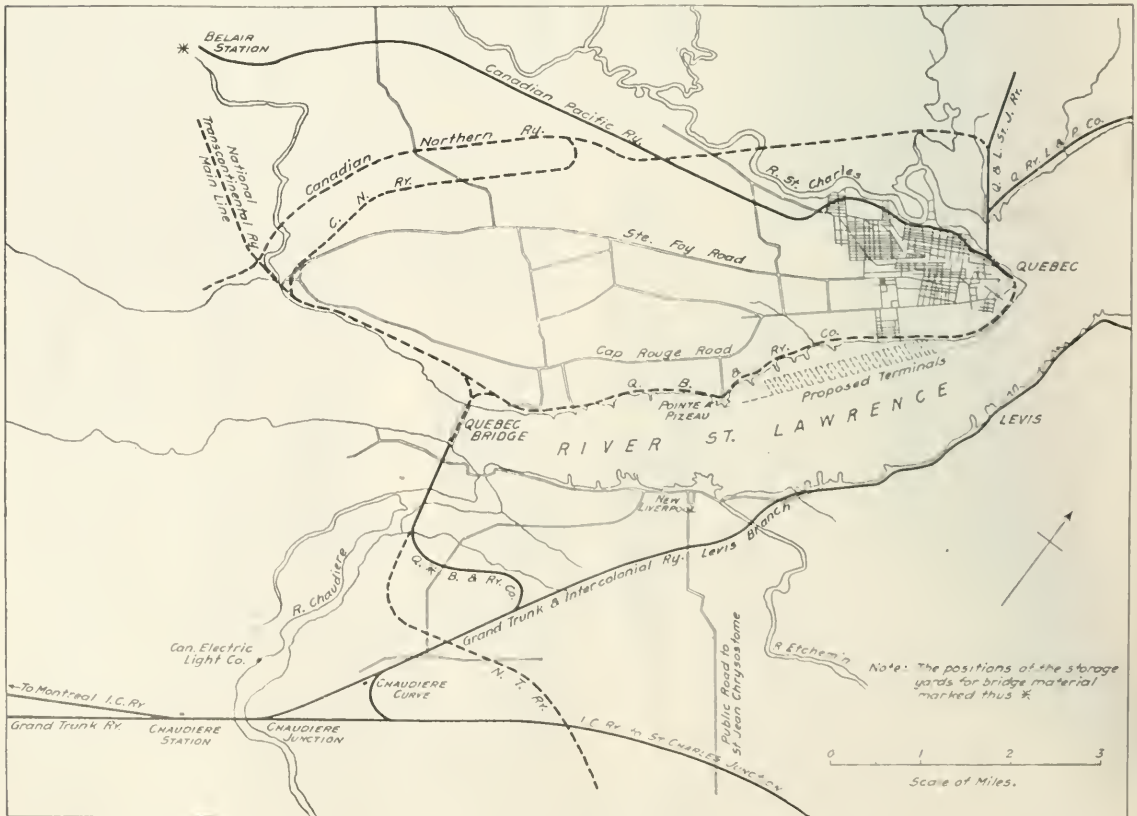 BELAIR
STATION
Canadian Pacific Ry.
National
Transcontinental Ry.
Main Line
Canadian Northern Ry.
C. N. Ry.
R. St. Charles
Q & L. St. J. Ry.
Q. Ry. L & P. Co.
Ste. Foy Road
QUEBEC
Cap Rouge Road
Q. B. & RY. Co.
POINTE A
PIZEAU
Proposed Terminals
QUEBEC
BRIDGE
RIVER ST. LAWRENCE
LEVIS
NEW
LIVERPOOL
Q. B. & RY. Co.
Grand Trunk & Intercolonial Ry. Levis Branch
R. Chaudiere
Can. Electric
Light Co.
N. T. Ry.
CHAUDIERE
CURVE
R. Etchemin
Public Road to
St Jean Chrysostome
Note: The positions of the storage
yards for bridge material
marked thus *.
←To Montreal I.C. Ry
Grand Trunk Ry.
CHAUDIERE
STATION
CHAUDIERE
JUNCTION
I.C. Ry. to ST CHARLES JUNCTION
0 1 2 3
Scale of Miles.